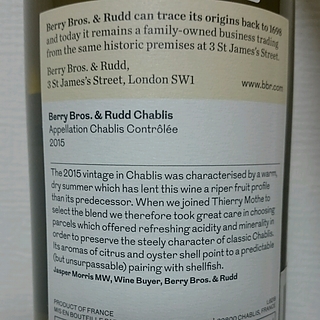 Berry Bros. & Rudd can trace its origins back to 1698
and today it remains a family-owned business trading
from the same historic premises at 3 St James's Street.
Berry Bros. & Rudd,
3 St James's Street, London SW1
www.bbr.com
Berry Bros. & Rudd Chablis
Appellation Chablis Contrôlée
2015
The 2015 vintage in Chablis was characterised by a warm,
dry summer which has lent this wine a riper fruit profile
than its predecessor. When we joined Thierry Mothe to
select the blend we therefore took great care in choosing
parcels which offered refreshing acidity and minerality in
order to preserve the steely character of classic Chablis.
Its aromas of citrus and oyster shell point to a predictable
(but unsurpassable) pairing with shellfish.
Jasper Morris MW, Wine Buyer, Berry Bros. & Rudd
PRODUCT OF FRANCE
MIS EN BOUTEILLE
CHABLIS, FRANCE